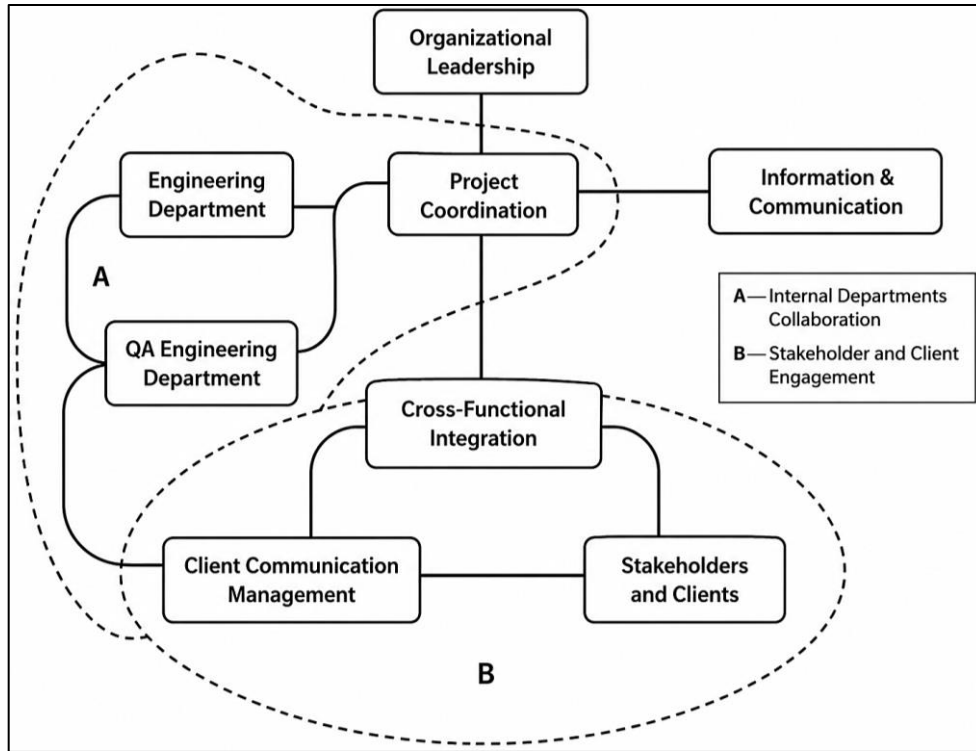 Organizational
Leadership
Engineering
Department
Project
Coordination
Information &
Communication
A
A—Internal Departments
Collaboration
B—Stakeholder and Client
Engagement
QA Engineering
Department
Cross-Functional
Integration
Client Communication
Management
Stakeholders
and Clients
B